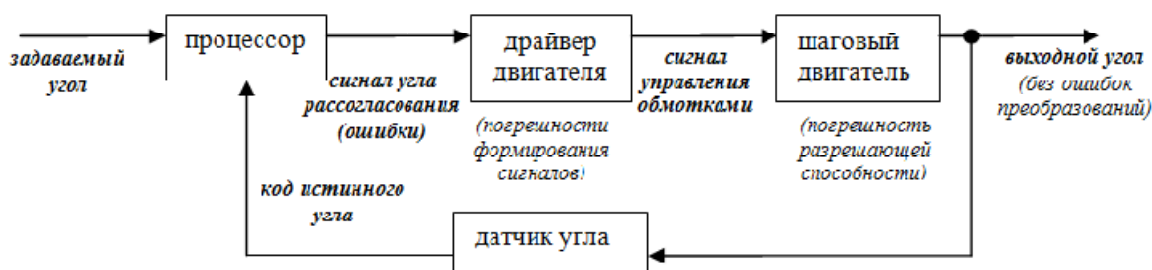 задаваемый
угол
процессор
сигнал угла
рассогласования
(ошибки)
драйвер
двигателя
(погрешности
формирования
сигналов)
сигнал
управления
обмотками
шаговый
двигатель
(погрешность
разрешающей
способности)
выходной угол
(без ошибок
преобразований)
код истинного
угла
датчик угла